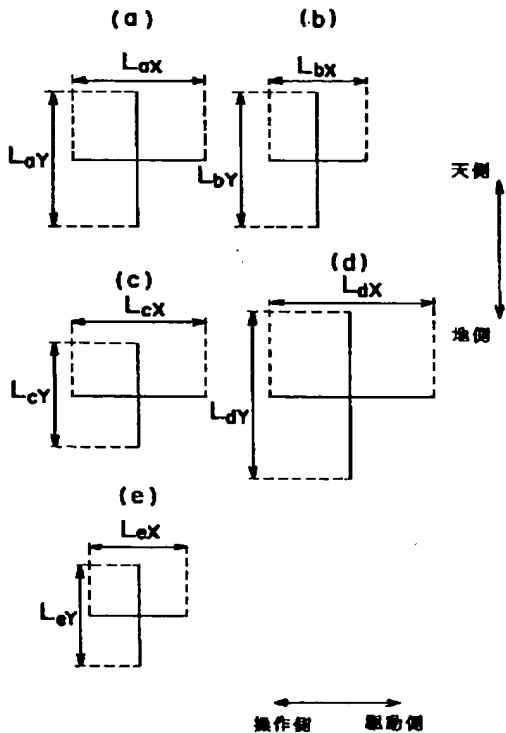 (a) (b)
LaX LbX
LaY LbY
天側
(c) (d)
LcX LdX
地側
LcY LdY
(e)
LeX
LeY
操作側 駆動側